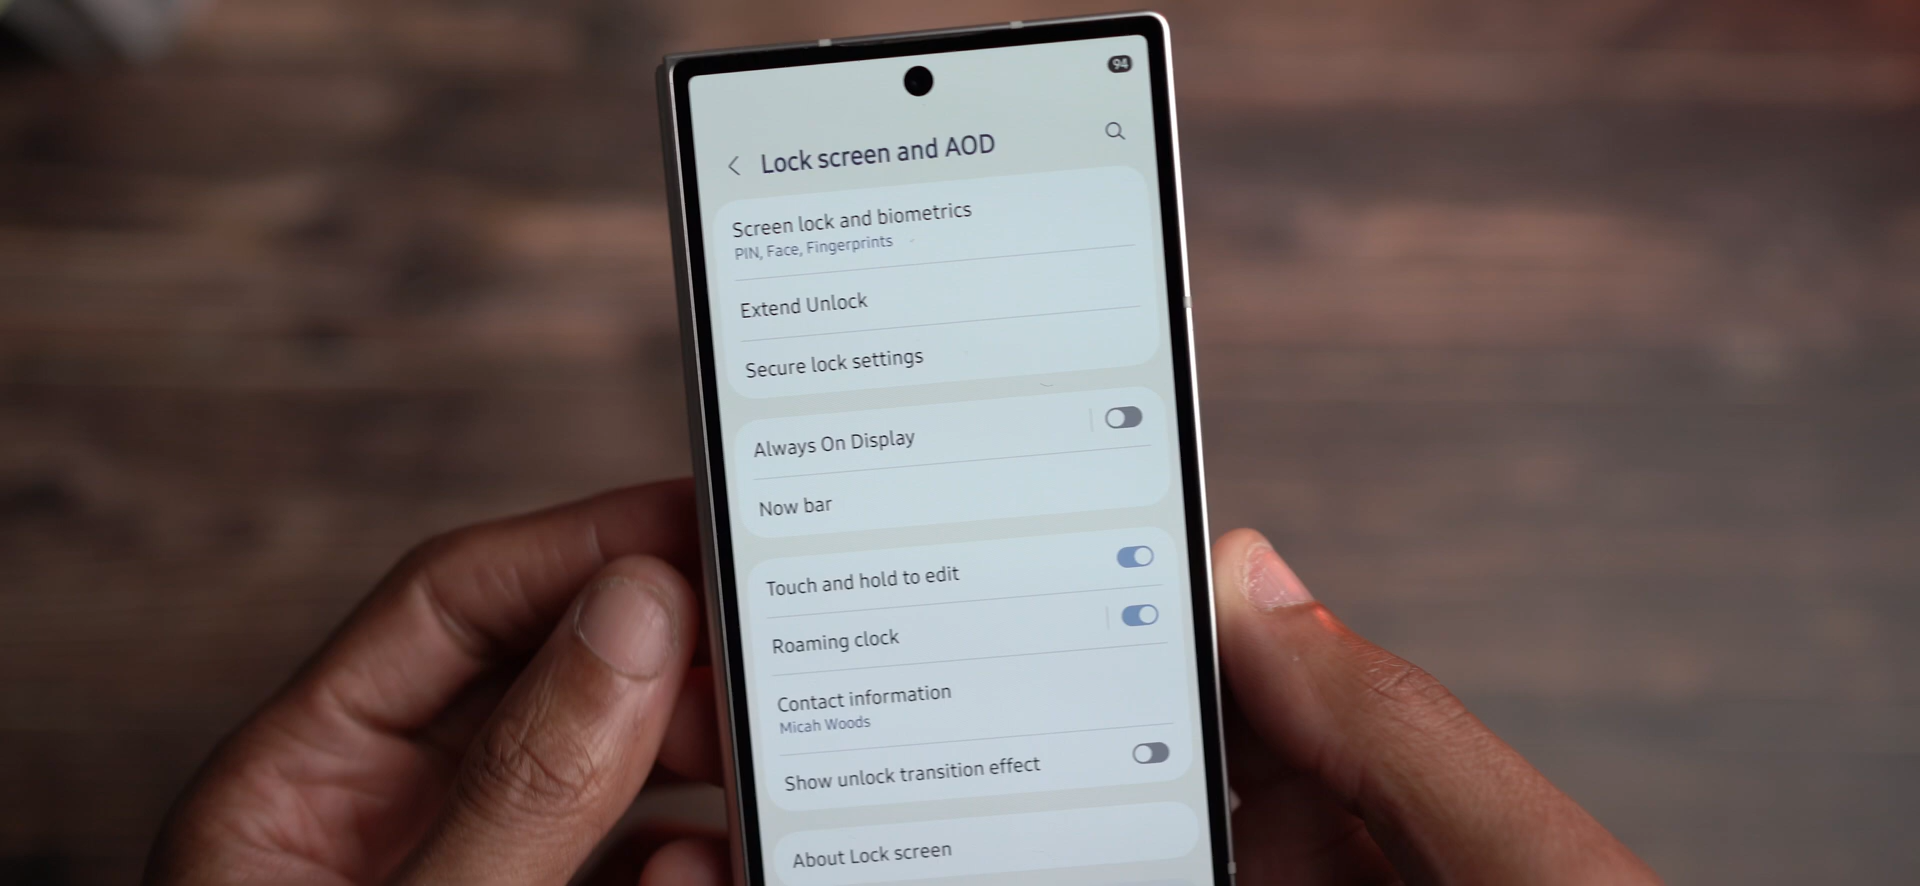 94
Lock screen and AOD
Screen lock and biometrics
PIN, Face, Fingerprints
Extend Unlock
Secure lock settings
Always On Display
Now bar
Touch and hold to edit
Roaming clock
Contact information
Micah Woods
Show unlock transition effect
About Lock screen